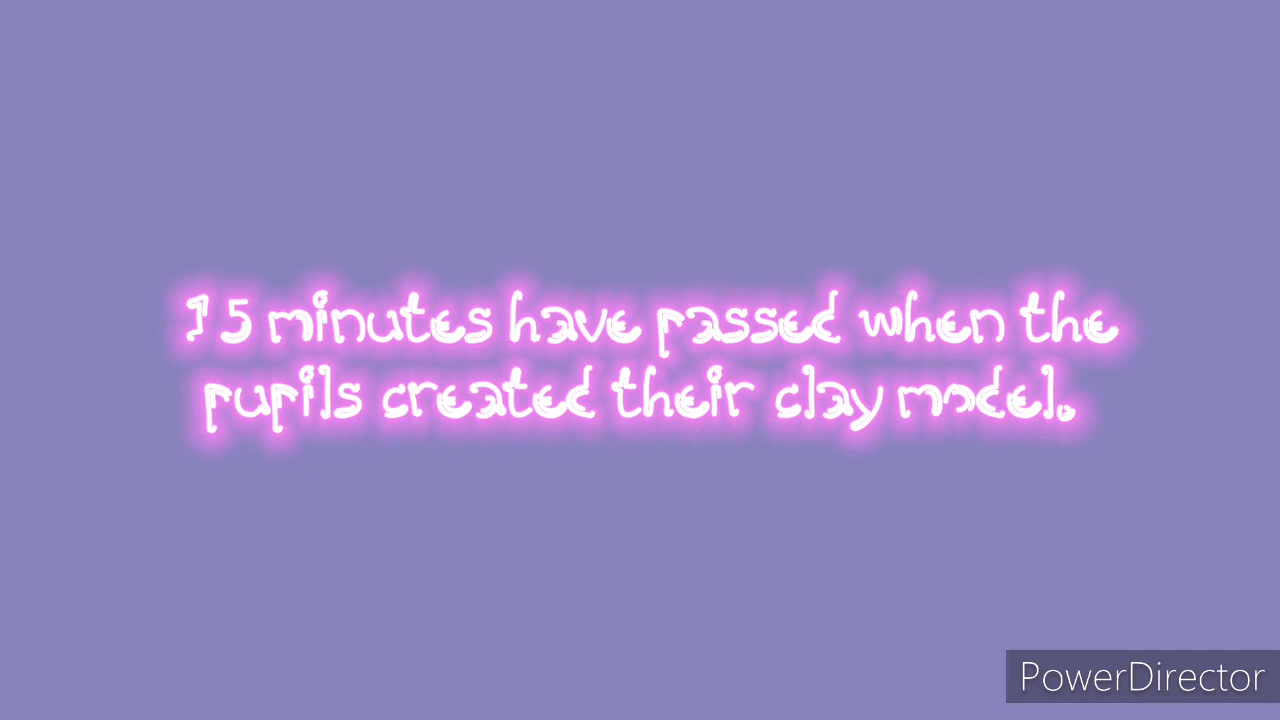 15 minutes have passed when the
pupils created their clay model.
PowerDirector